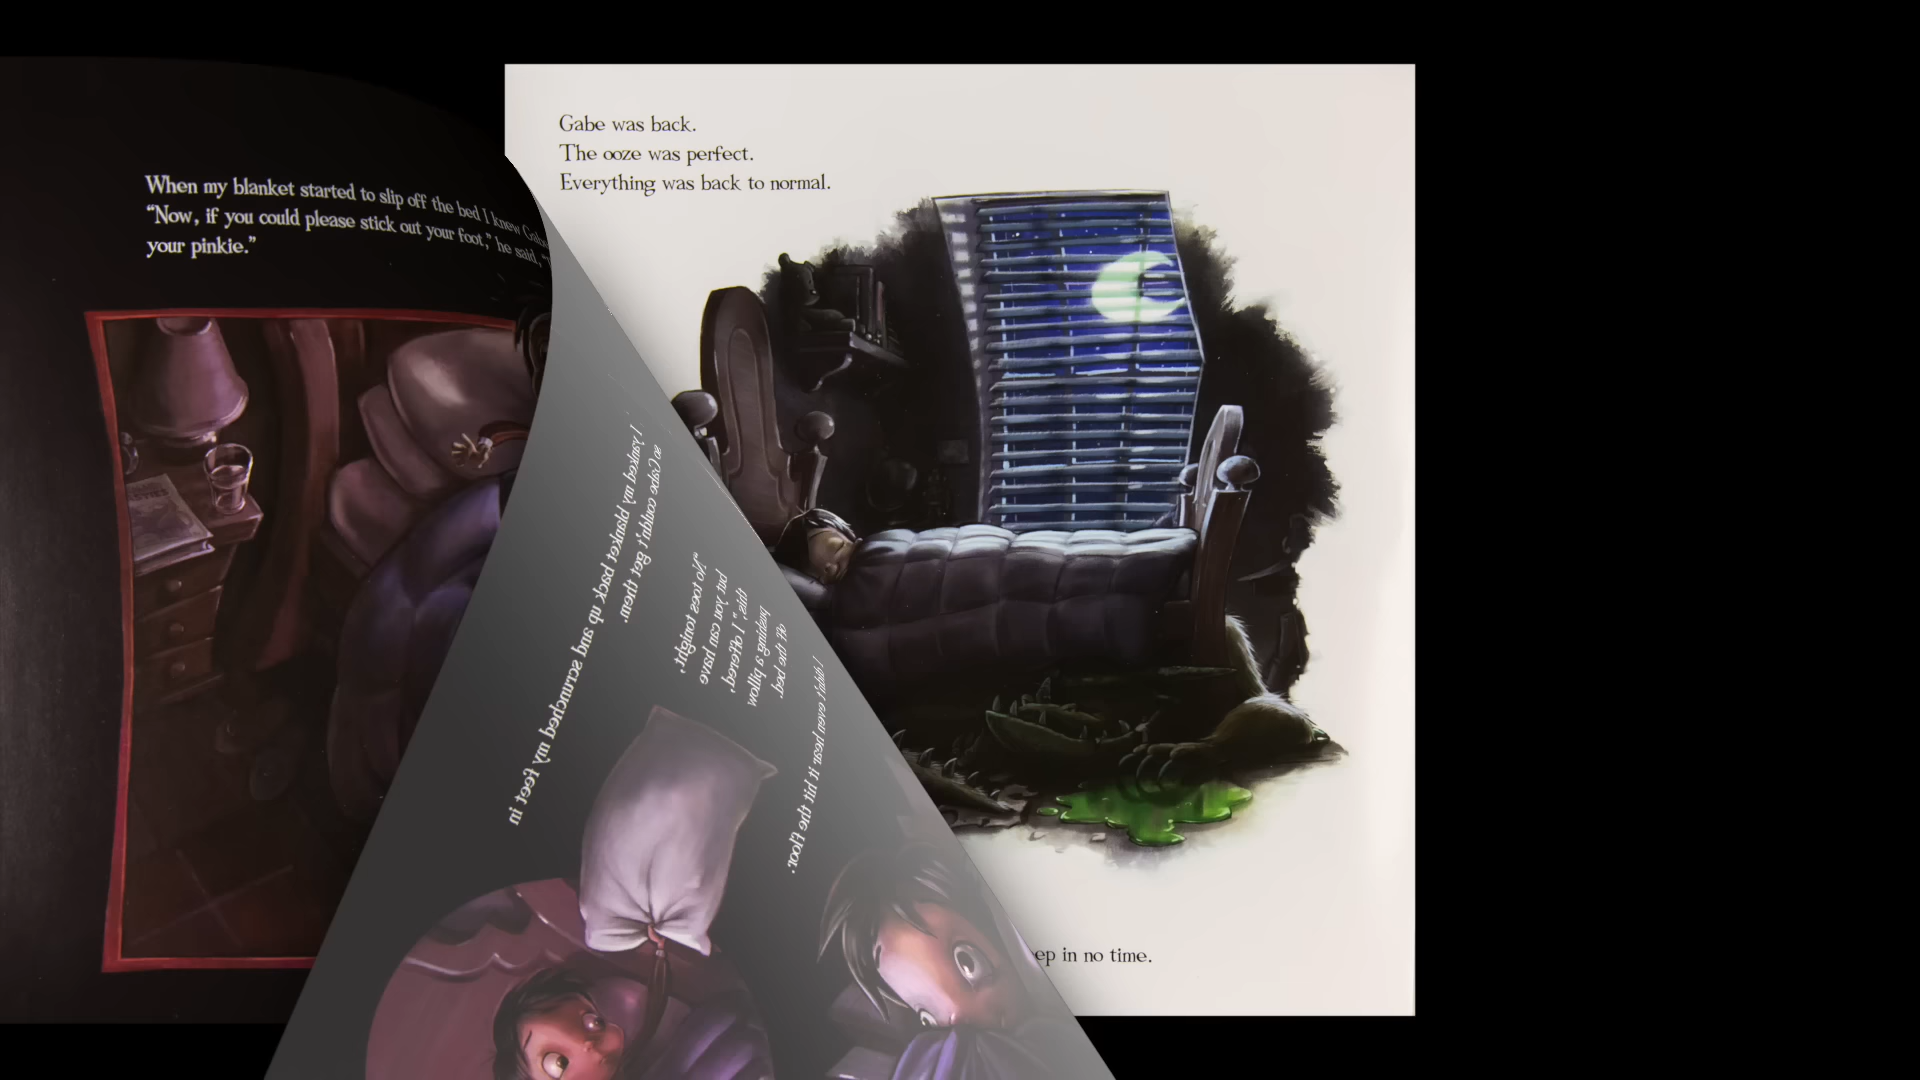 When my blanket started to slip off the bed I knew Gabe
“Now, if you could please stick out your foot,” he said, “
your pinkie.”
I yanked my blanket back up and scrunched my feet in
so Gabe couldn't get them.
“No toes tonight,
but you can have
this,” I offered,
pushing a pillow
off the bed.
I didn't even hear it hit the floor.
Gabe was back.
The ooze was perfect.
Everything was back to normal.
ep in no time.